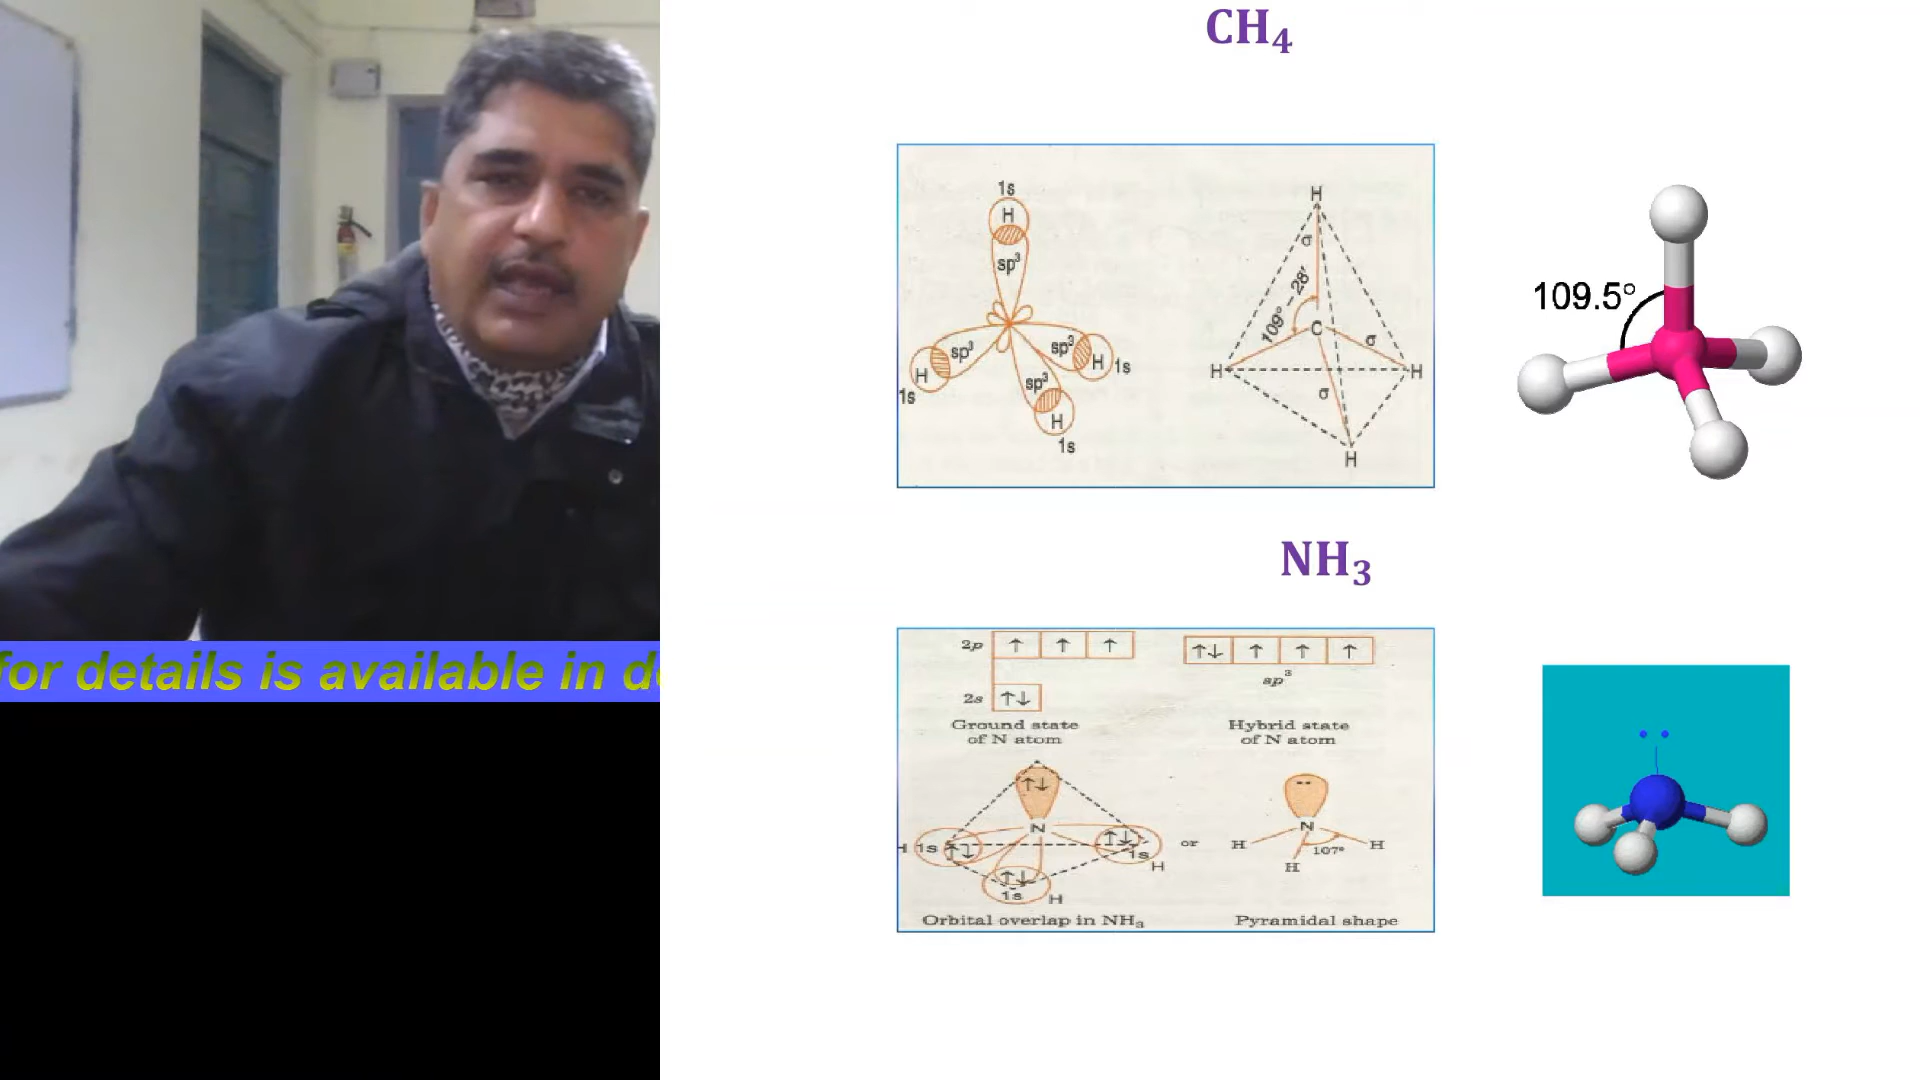 CH₄
1s
H
sp³
sp³
sp³
sp³
H
H
H
1s
1s
1s
H
σ
109° – 28'
C
σ
H
H
σ
H
109.5°
NH₃
2p ↑ ↑ ↑
↑↓ ↑ ↑ ↑
sp³
2s ↑↓
Ground state
of N atom
Hybrid state
of N atom
↑↓
N
H 1s ↑↓
↑↓
1s
H
↑↓
1s
H
or
N
H
H
107°
H
Orbital overlap in NH₃
Pyramidal shape
for details is available in